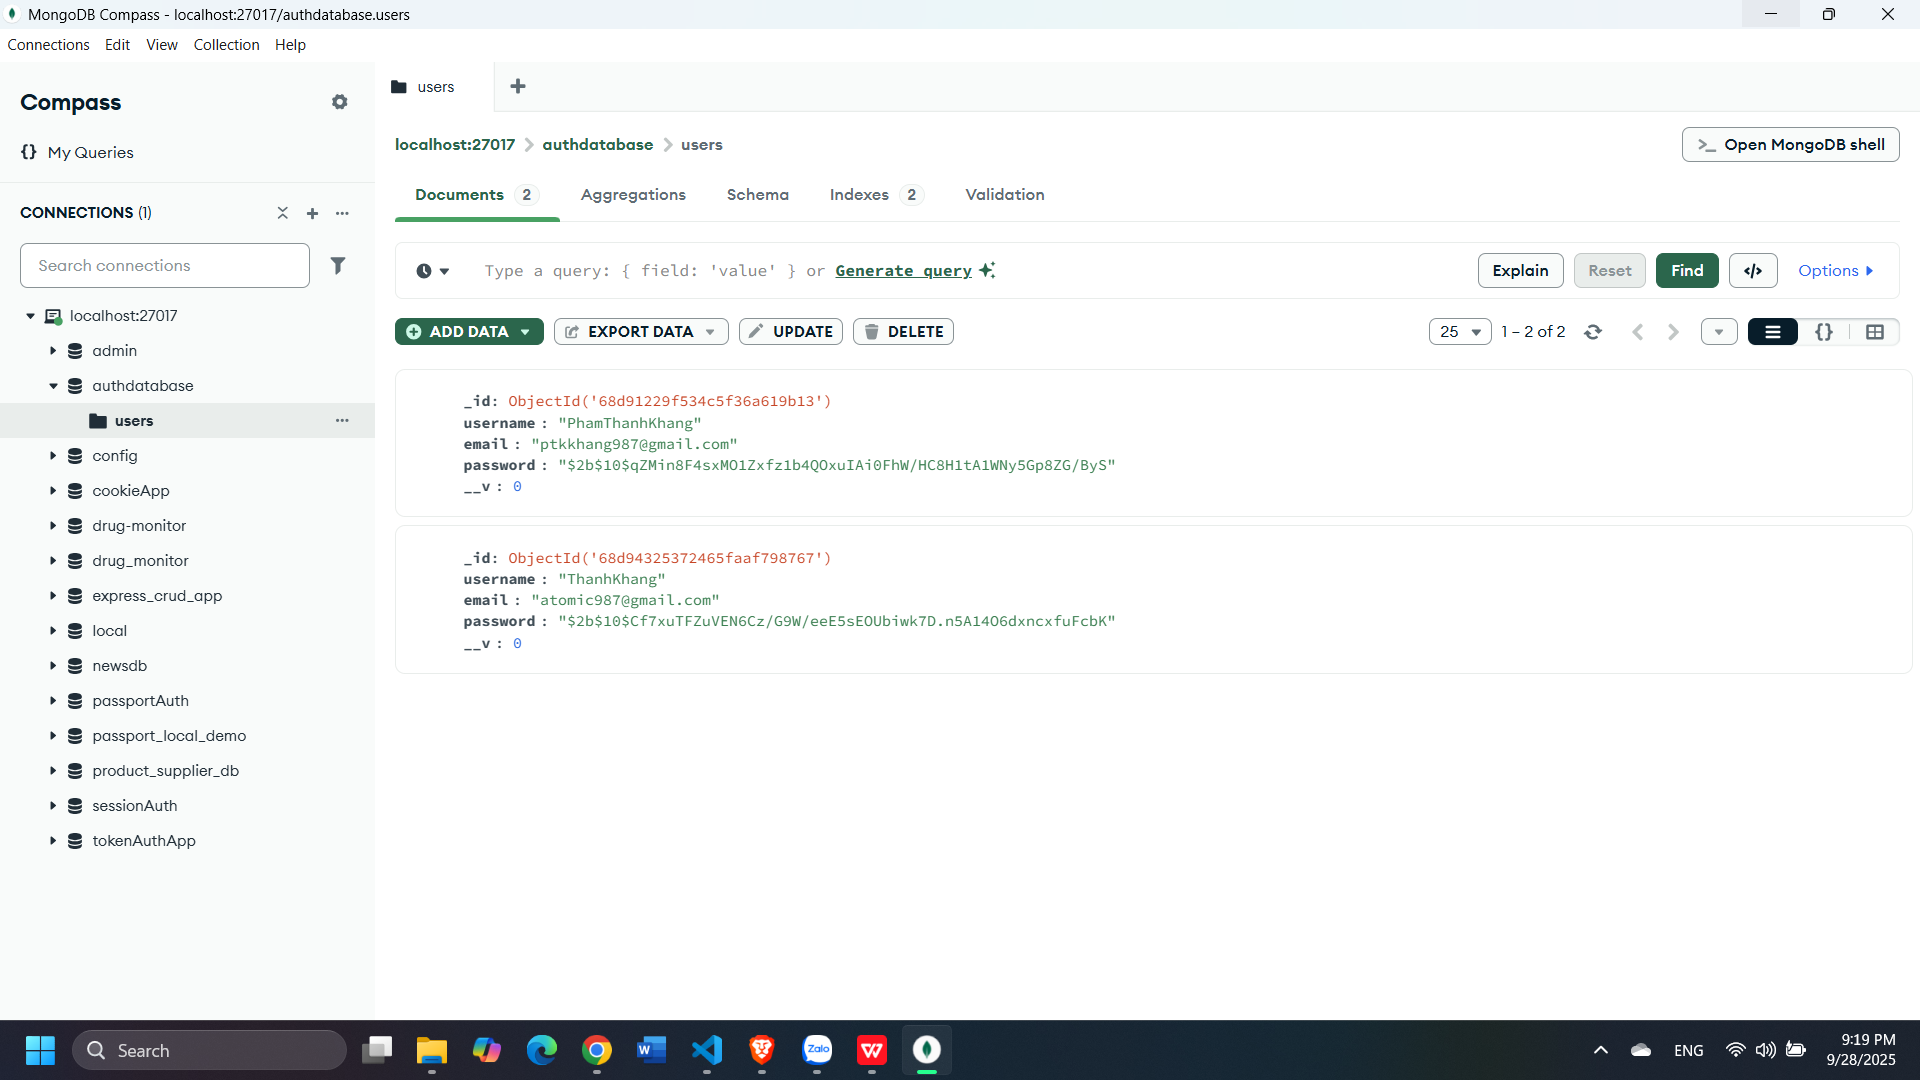 MongoDB Compass - localhost:27017/authdatabase.users
Connections Edit View Collection Help
Compass
{} My Queries
CONNECTIONS (1)
Search connections
localhost:27017
admin
authdatabase
users
config
cookieApp
drug-monitor
drug_monitor
express_crud_app
local
newsdb
passportAuth
passport_local_demo
product_supplier_db
sessionAuth
tokenAuthApp
users
localhost:27017 > authdatabase > users
>_ Open MongoDB shell
Documents 2 Aggregations Schema Indexes 2 Validation
Type a query: { field: 'value' } or Generate query
Explain Reset Find </> Options
ADD DATA EXPORT DATA UPDATE DELETE
25 1 – 2 of 2 {}
_id: ObjectId('68d91229f534c5f36a619b13')
username : "PhamThanhKhang"
email : "ptkkhang987@gmail.com"
password : "$2b$10$qZMin8F4sxMO1Zxfz1b4QOxuIAi0FhW/HC8H1tA1WNy5Gp8ZG/ByS"
__v : 0
_id: ObjectId('68d94325372465faaf798767')
username : "ThanhKhang"
email : "atomic987@gmail.com"
password : "$2b$10$Cf7xuTFZuVEN6Cz/G9W/eeE5sEOUbiwk7D.n5A14O6dxncxfuFcbK"
__v : 0
Search
Zalo
ENG
9:19 PM
9/28/2025